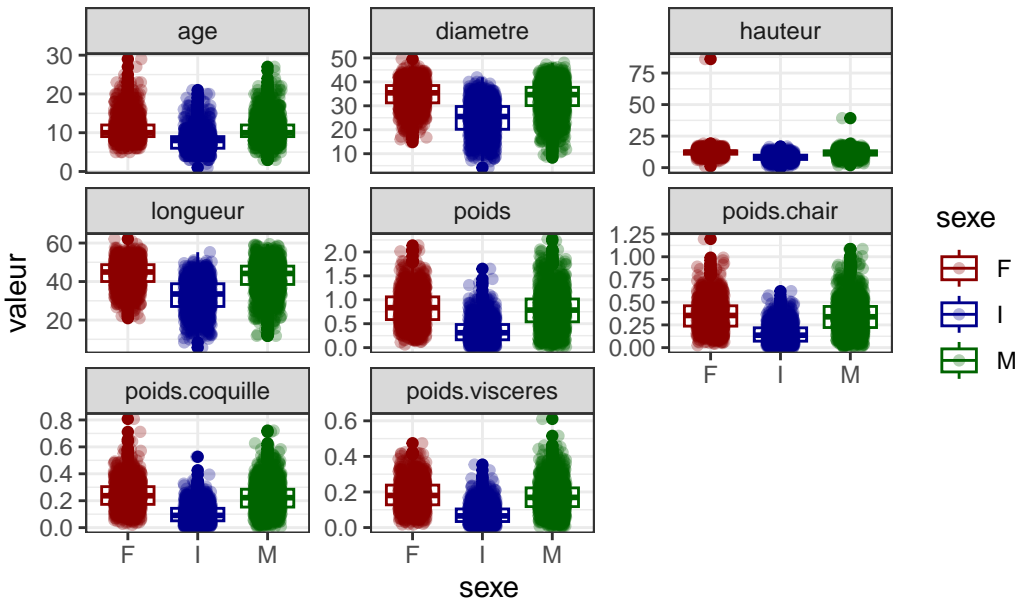 age
diametre
hauteur
30
20
10
0
50
40
30
20
10
75
50
25
0
longueur
poids
poids.chair
60
40
20
2.0
1.5
1.0
0.5
0.0
1.25
1.00
0.75
0.50
0.25
0.00
F I M
poids.coquille
poids.visceres
0.8
0.6
0.4
0.2
0.0
0.6
0.4
0.2
0.0
F I M
F I M
sexe
valeur
sexe
F
I
M